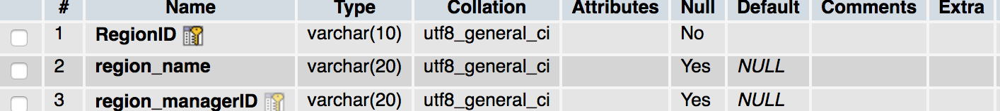 # Name Type Collation Attributes Null Default Comments Extra
1 RegionID varchar(10) utf8_general_ci No
2 region_name varchar(20) utf8_general_ci Yes NULL
3 region_managerID varchar(20) utf8_general_ci Yes NULL